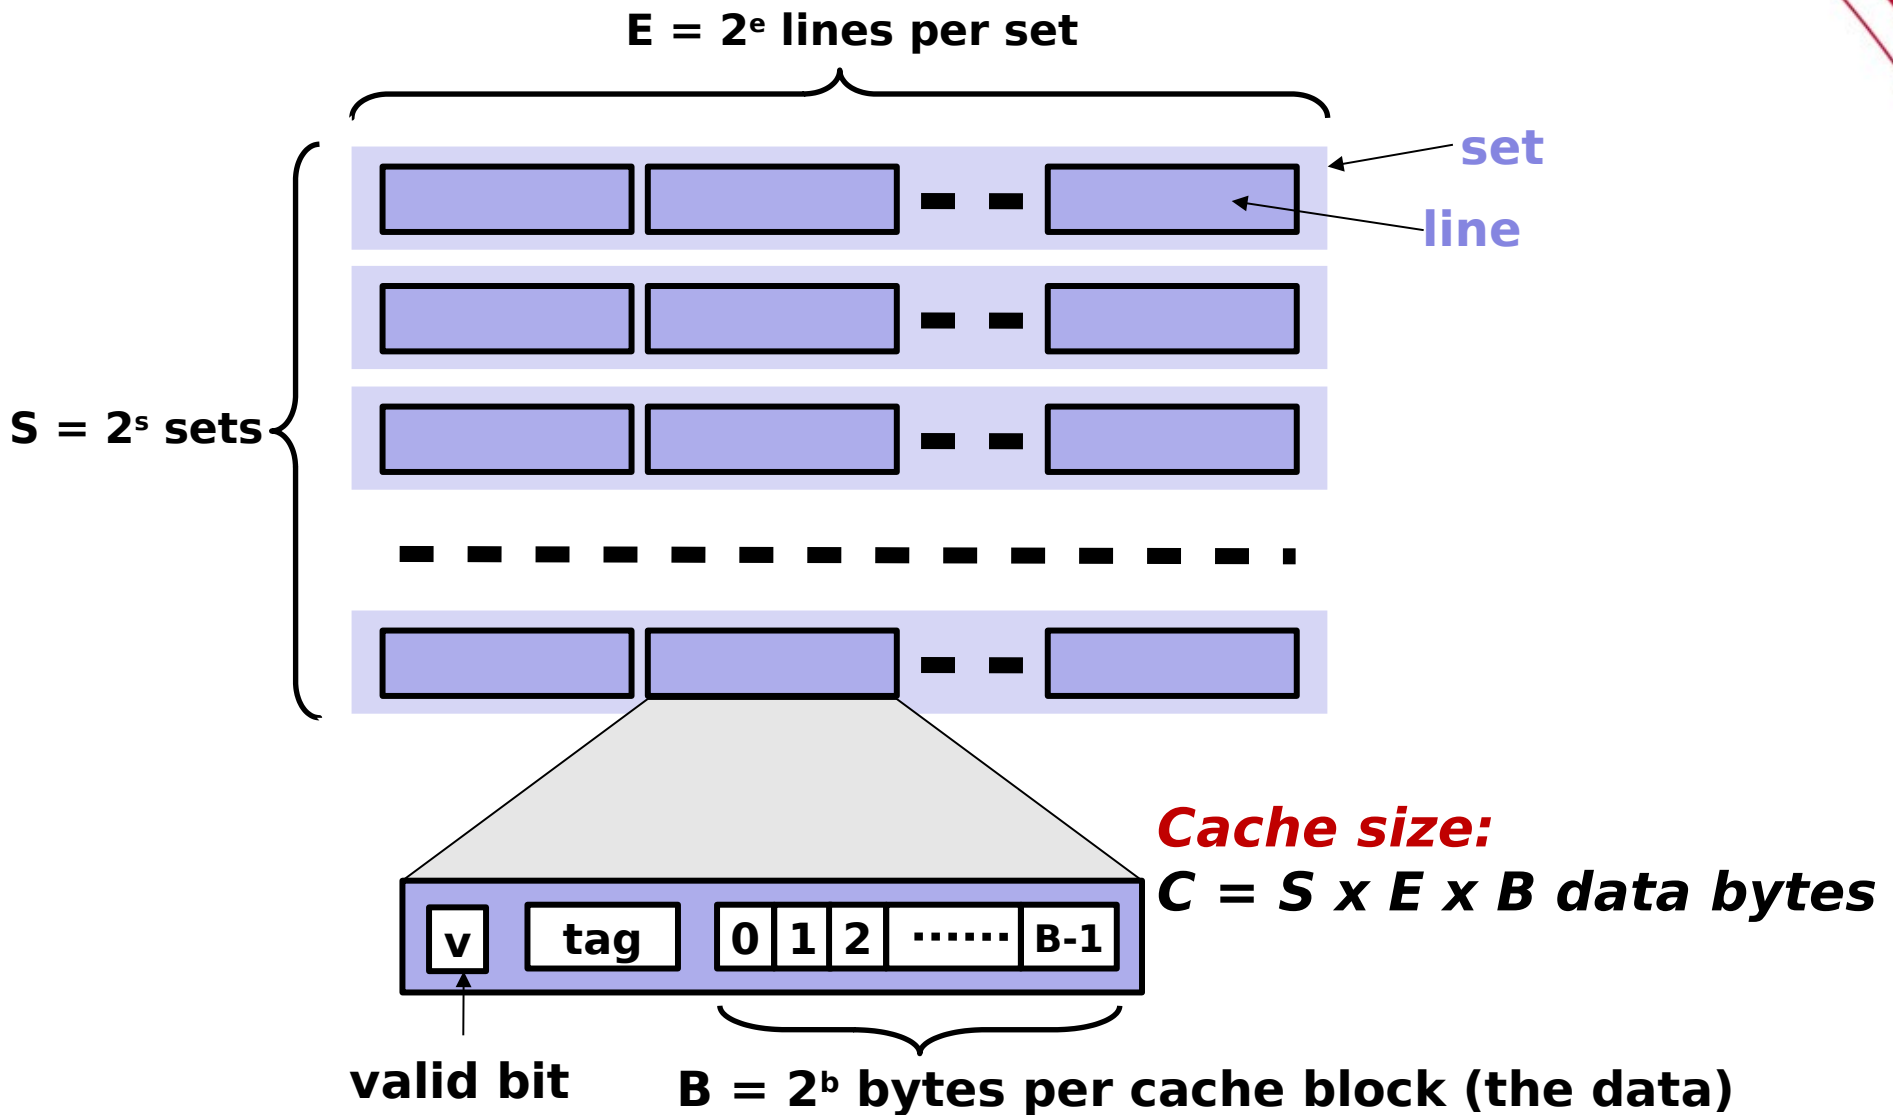 E = 2ᵉ lines per set
set
line
S = 2ˢ sets
Cache size:
C = S x E x B data bytes
v tag 0 1 2 ...... B-1
valid bit
B = 2ᵇ bytes per cache block (the data)